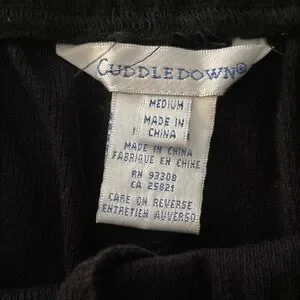 CUDDLEDOWN®
MEDIUM
MADE IN
CHINA
MADE IN CHINA
FABRIQUE EN CHINE
RN 93308
CA 25821
CARE ON REVERSE
ENTRETIEN AUVERSO